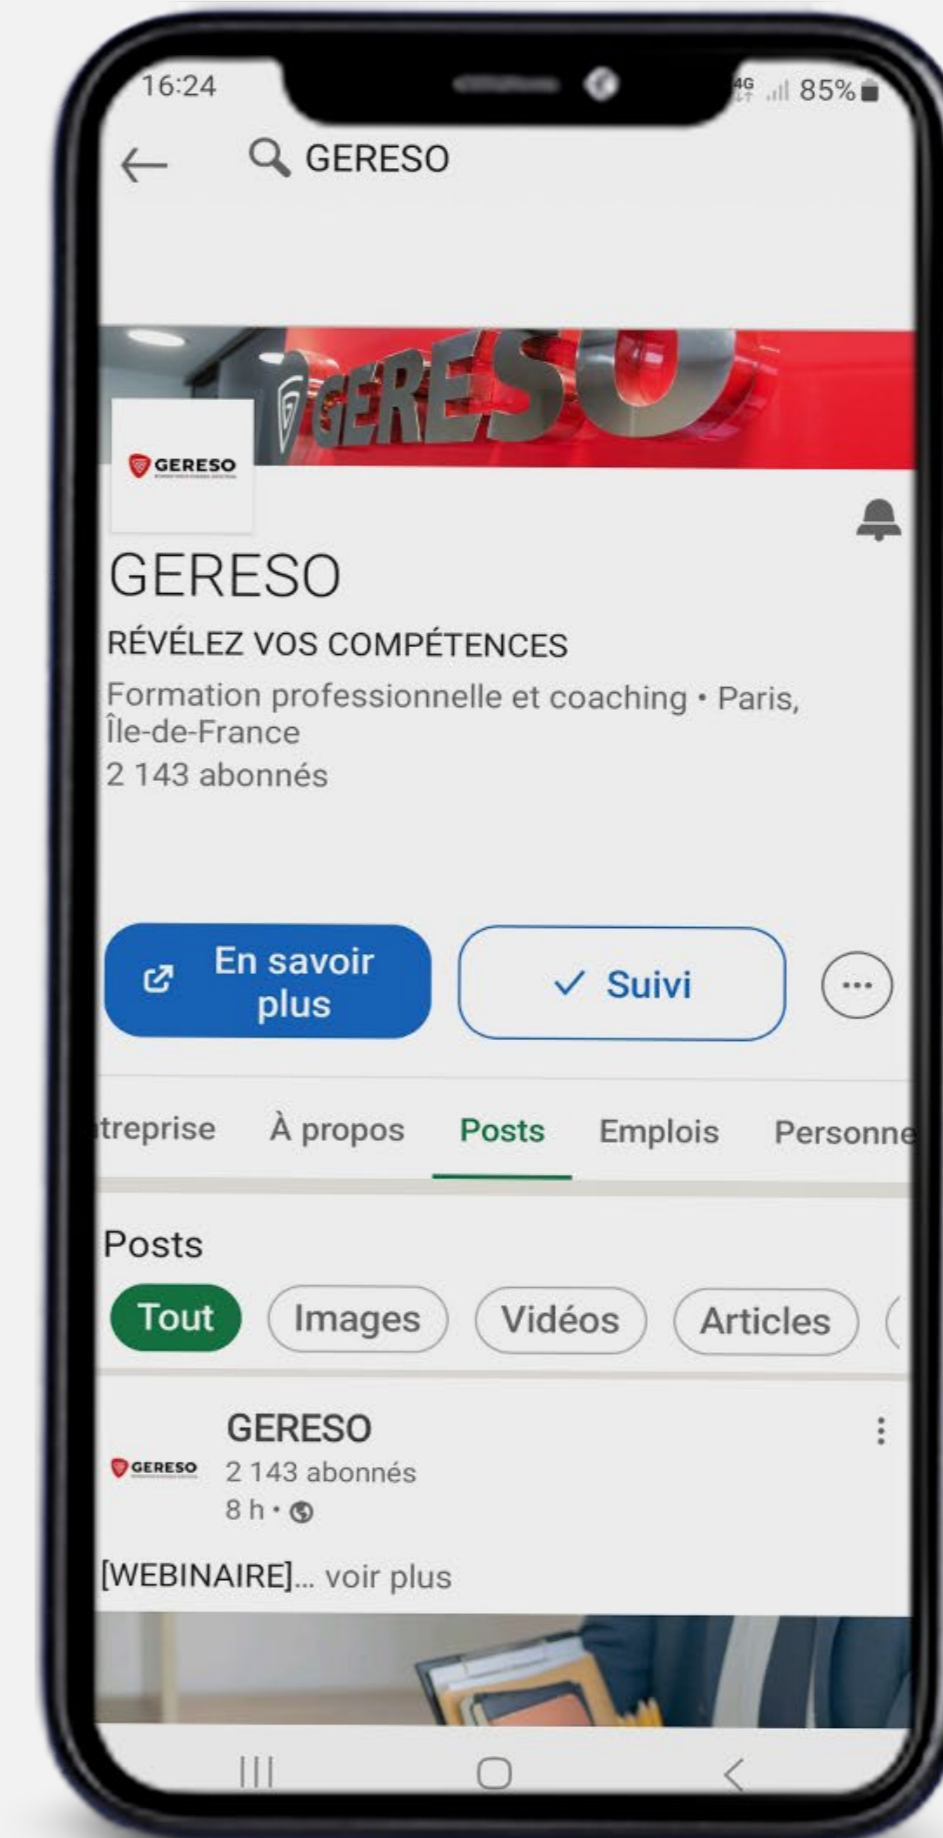 16:24
4G 85%
GERESO
GERESO
GERESO
GERESO
RÉVÉLEZ VOS COMPÉTENCES
Formation professionnelle et coaching • Paris,
Île-de-France
2 143 abonnés
En savoir
plus
Suivi
treprise À propos Posts Emplois Personne
Posts
Tout Images Vidéos Articles
GERESO
GERESO
2 143 abonnés
8 h •
[WEBINAIRE]... voir plus